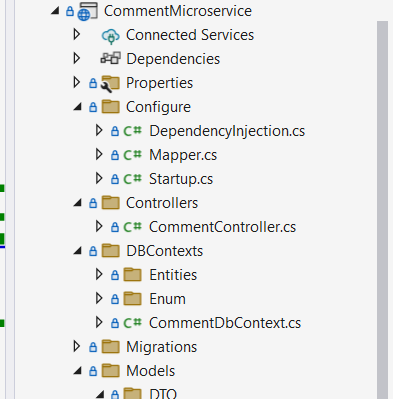 CommentMicroservice
Connected Services
Dependencies
Properties
Configure
C# DependencyInjection.cs
C# Mapper.cs
C# Startup.cs
Controllers
C# CommentController.cs
DBContexts
Entities
Enum
C# CommentDbContext.cs
Migrations
Models
DTO